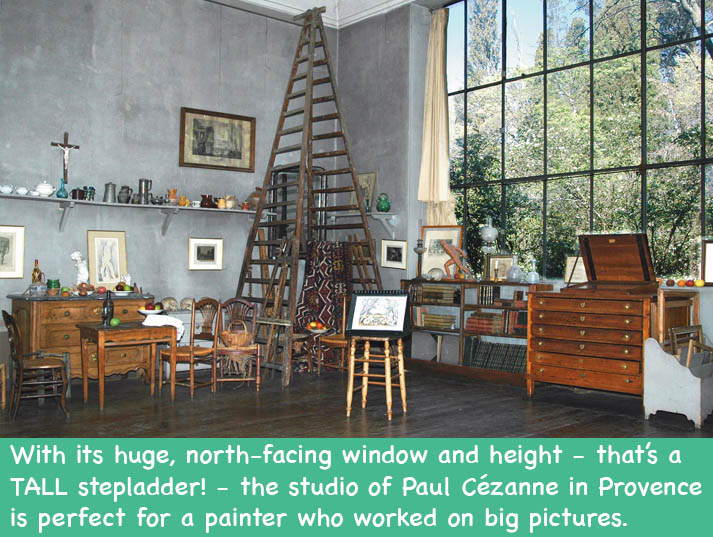 With its huge, north-facing window and height - that's a
TALL stepladder! - the studio of Paul Cézanne in Provence
is perfect for a painter who worked on big pictures.